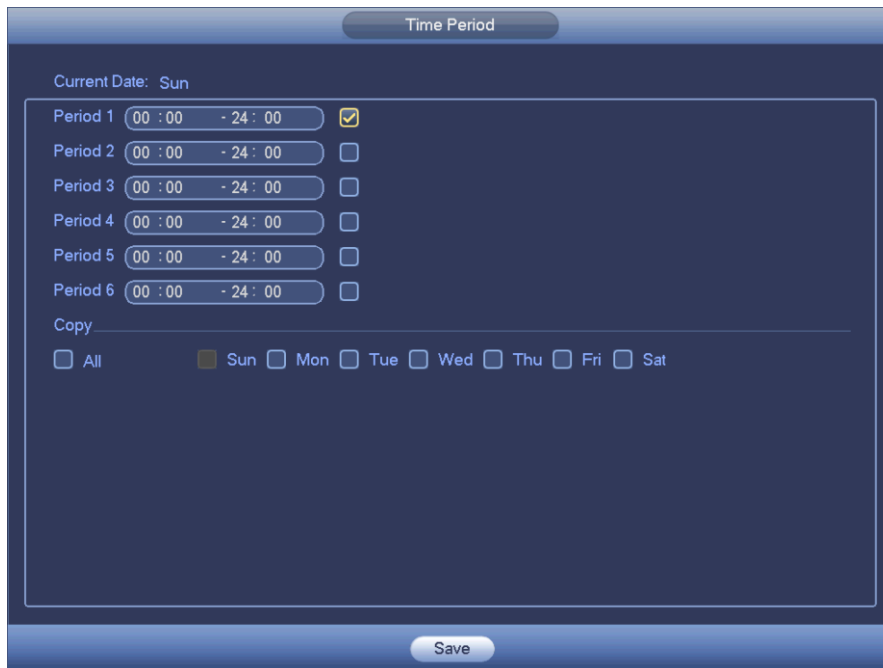 Time Period
Current Date: Sun
Period 1 00 :00 - 24 : 00
Period 2 00 :00 - 24 : 00
Period 3 00 :00 - 24 : 00
Period 4 00 :00 - 24 : 00
Period 5 00 :00 - 24 : 00
Period 6 00 :00 - 24 : 00
Copy
All Sun Mon Tue Wed Thu Fri Sat
Save